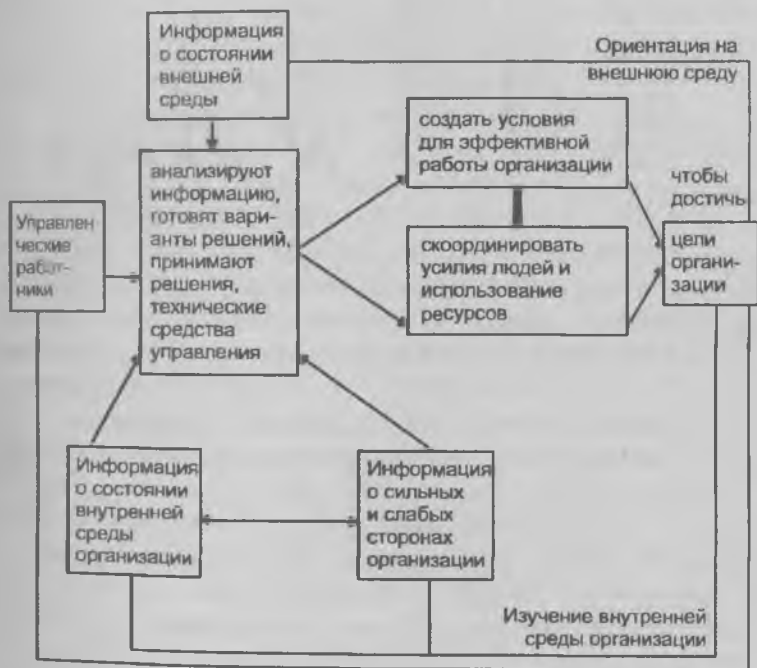 Информация
о состоянии
внешней
среды
Ориентация на
внешнюю среду
создать условия
для эффективной
работы организации
анализируют
информацию,
готовят вари-
анты решений,
принимают
решения,
технические
средства
управления
чтобы
достичь
Управлен-
ческие
работ-
ники
скоординировать
усилия людей и
использование
ресурсов
цели
органи-
зации
Информация
о состоянии
внутренней
среды
организации
Информация
о сильных
и слабых
сторонах
организации
Изучение внутренней
среды организации